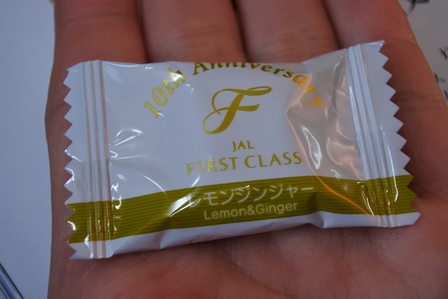 10th Anniversary
F
JAL
FIRST CLASS
レモンジンジャー
Lemon&Ginger